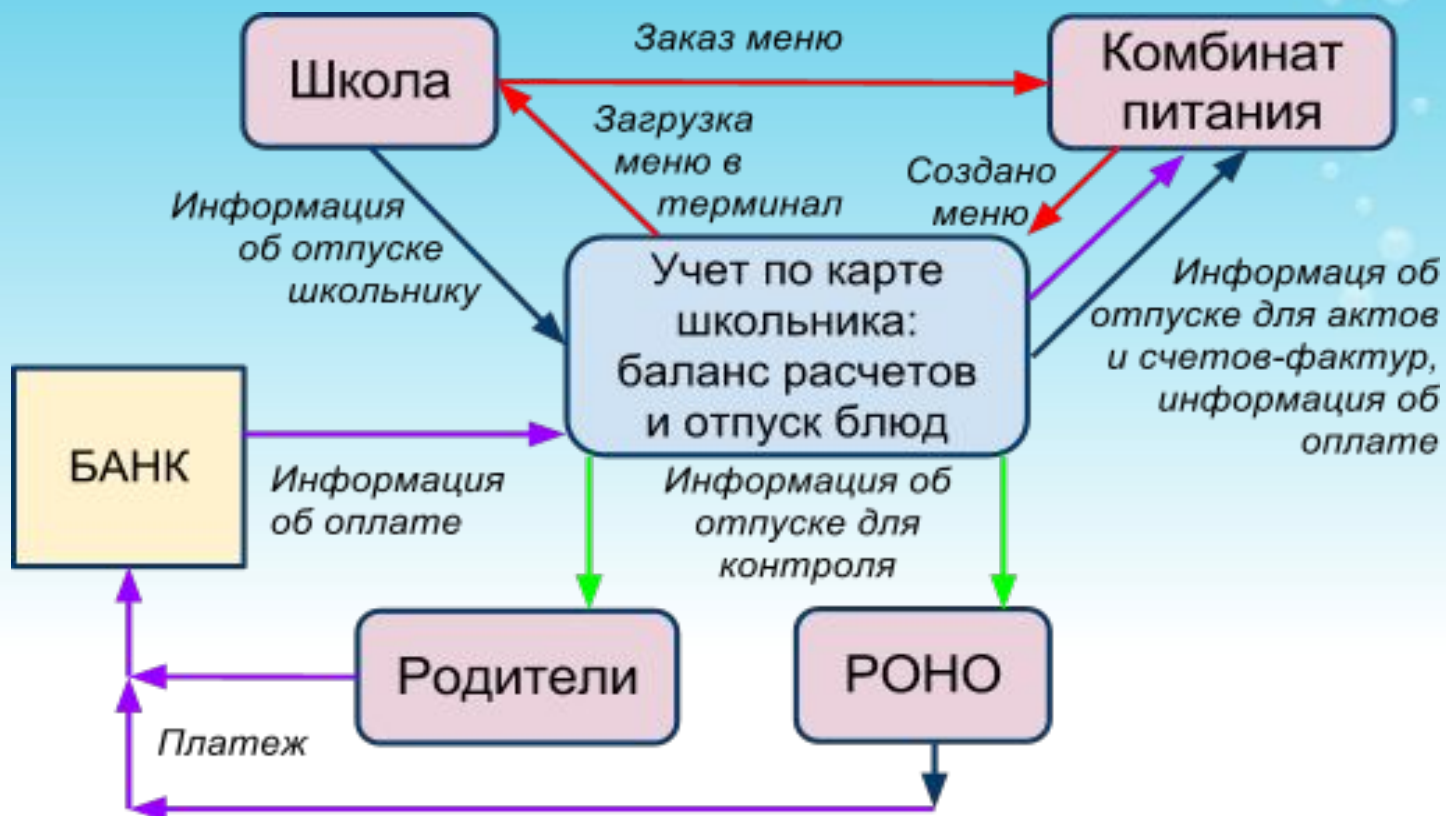 Школа
Заказ меню
Комбинат
питания
Загрузка
меню в
терминал
Создано
меню
Информация
об отпуске
школьнику
Учет по карте
школьника:
баланс расчетов
и отпуск блюд
Информаця об
отпуске для актов
и счетов-фактур,
информация об
оплате
БАНК
Информация
об оплате
Информация об
отпуске для
контроля
Родители
РОНО
Платеж